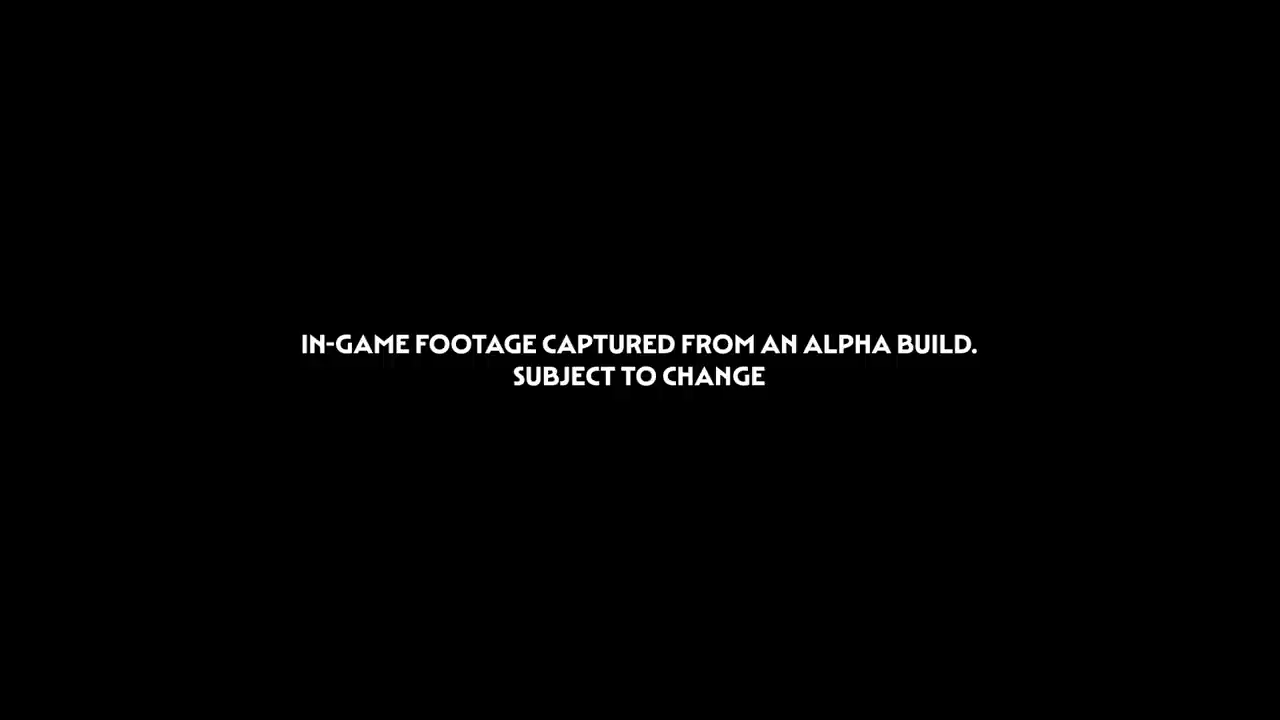 IN-GAME FOOTAGE CAPTURED FROM AN ALPHA BUILD.
SUBJECT TO CHANGE